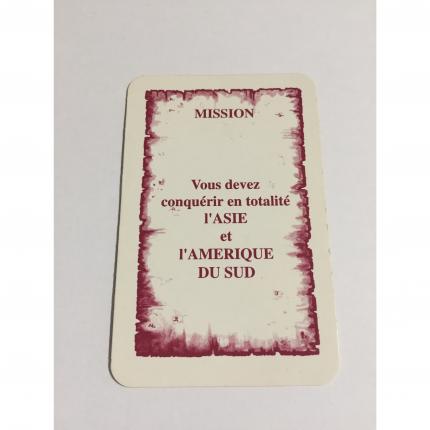 MISSION
Vous devez
conquérir en totalité
l'ASIE
et
l'AMERIQUE
DU SUD